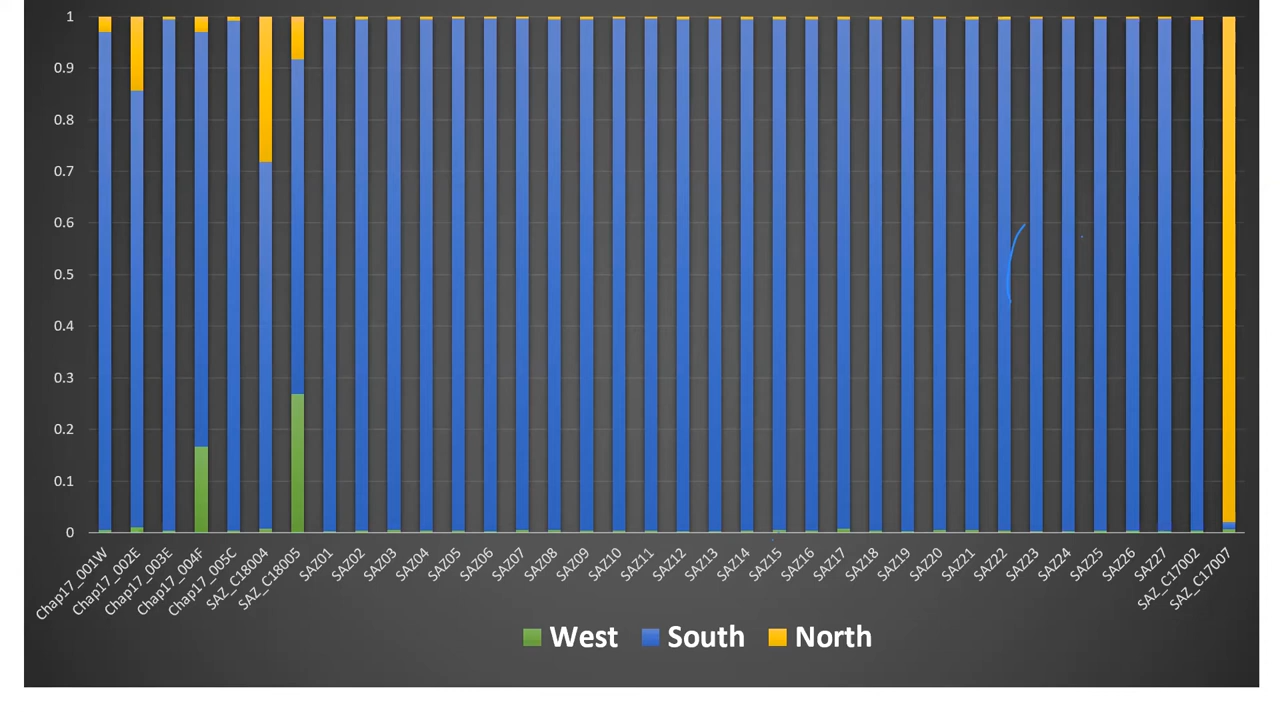 1
0.9
0.8
0.7
0.6
0.5
0.4
0.3
0.2
0.1
0
Chap17_001W
Chap17_002E
Chap17_003E
Chap17_004F
Chap17_005C
SAZ_C18004
SAZ_C18005
SAZ01
SAZ02
SAZ03
SAZ04
SAZ05
SAZ06
SAZ07
SAZ08
SAZ09
SAZ10
SAZ11
SAZ12
SAZ13
SAZ14
SAZ15
SAZ16
SAZ17
SAZ18
SAZ19
SAZ20
SAZ21
SAZ22
SAZ23
SAZ24
SAZ25
SAZ26
SAZ27
SAZ_C17002
SAZ_C17007
West South North